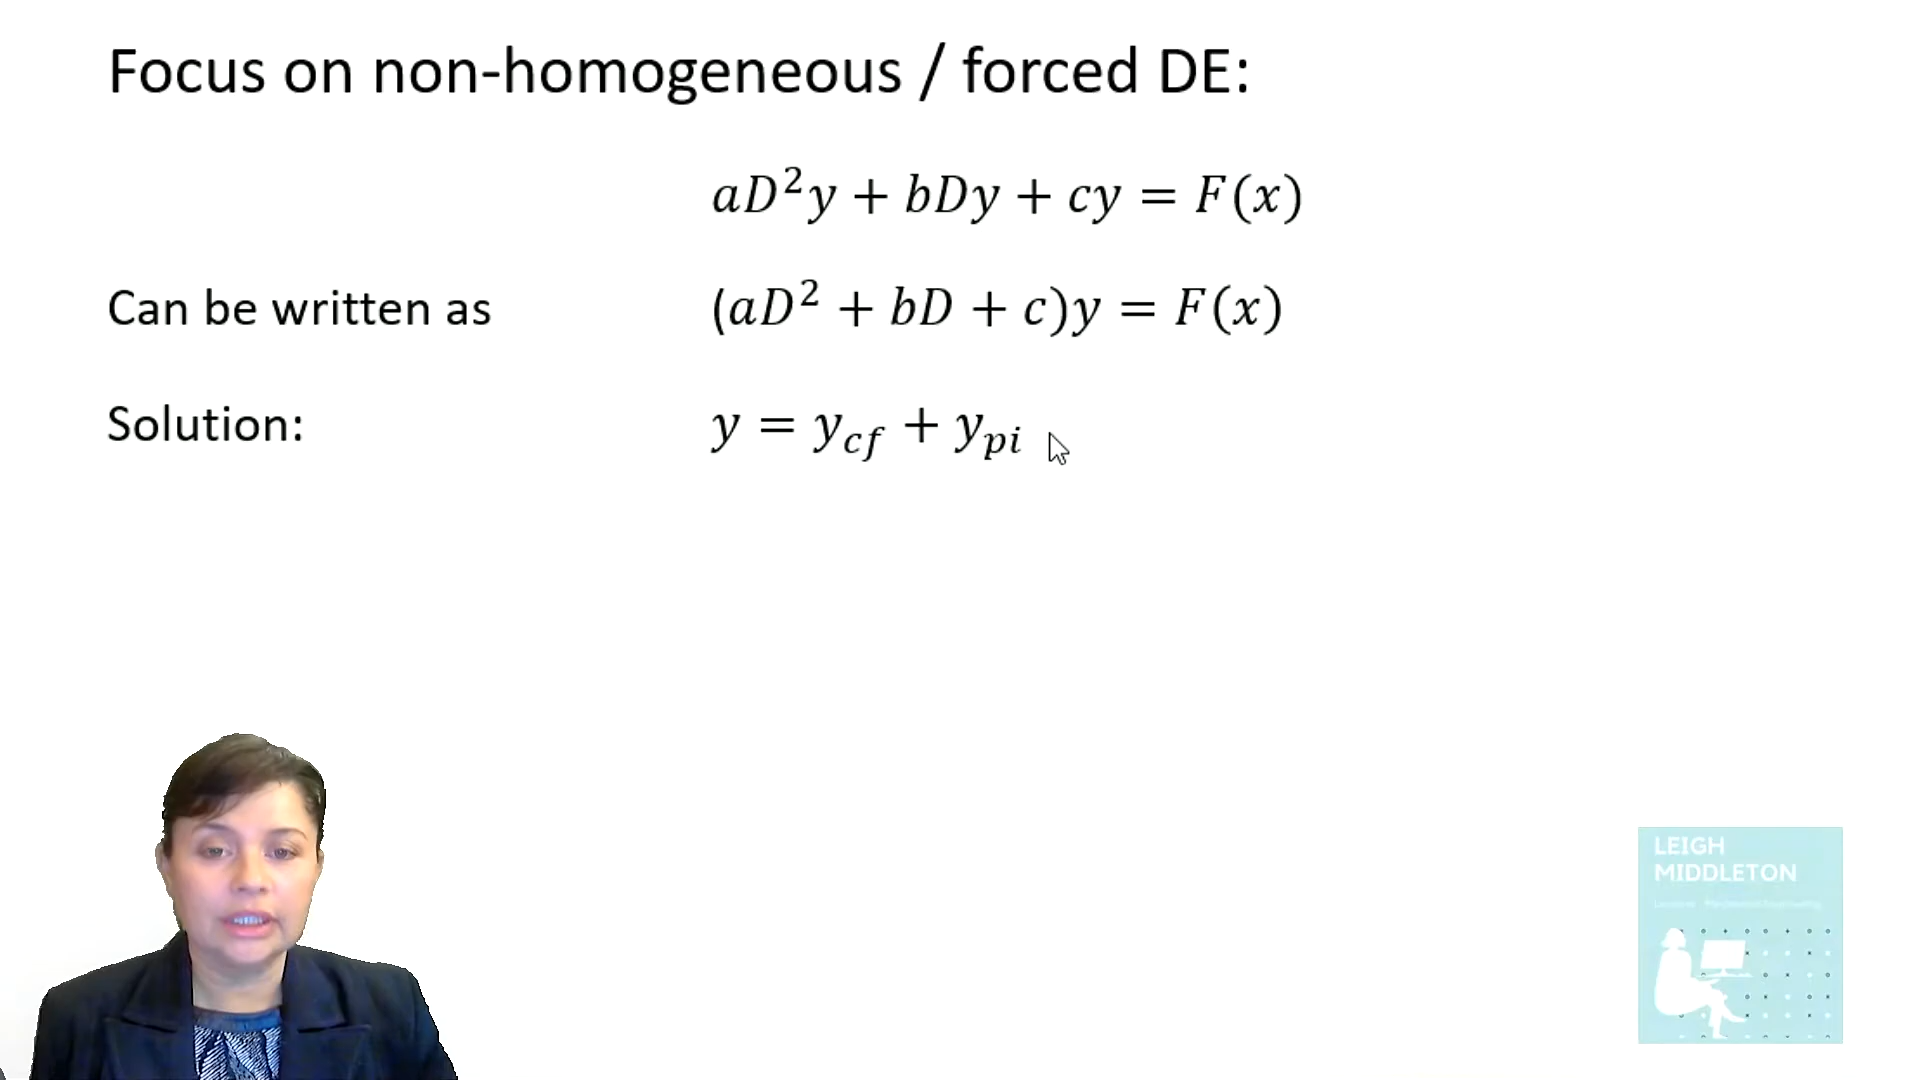 Focus on non-homogeneous / forced DE:
aD²y + bDy + cy = F(x)
Can be written as (aD² + bD + c)y = F(x)
Solution: y = y_cf + y_pi
LEIGH
MIDDLETON